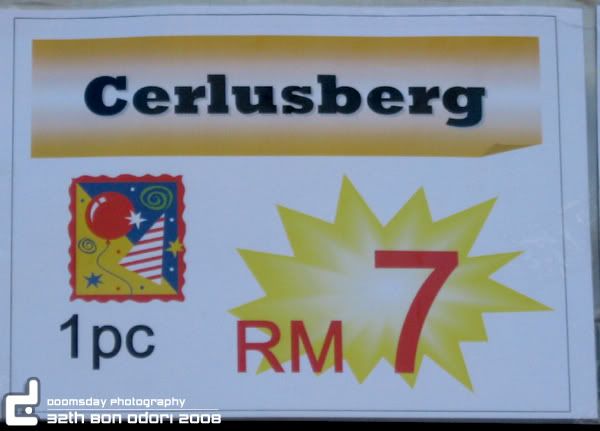 Cerlusberg
1pc
RM 7
DOOMSDAY PHOTOGRAPHY
32TH BON ODORI 2008